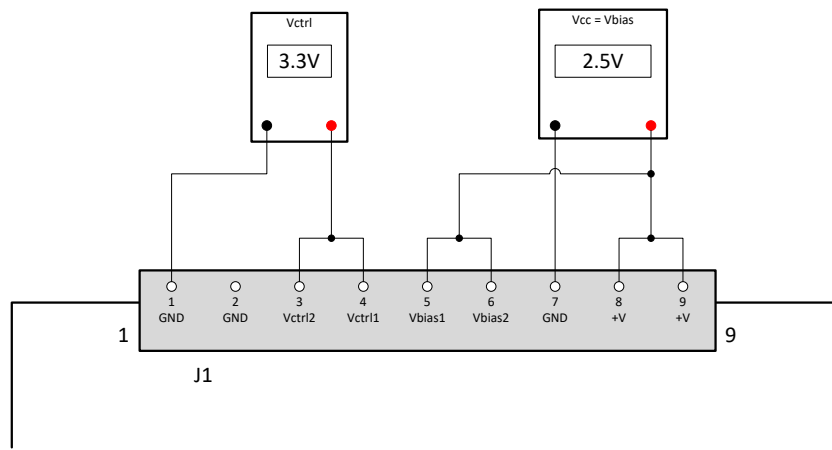 Vctrl
3.3V
Vcc = Vbias
2.5V
1 2 3 4 5 6 7 8 9
GND GND Vctrl2 Vctrl1 Vbias1 Vbias2 GND +V +V
1
9
J1